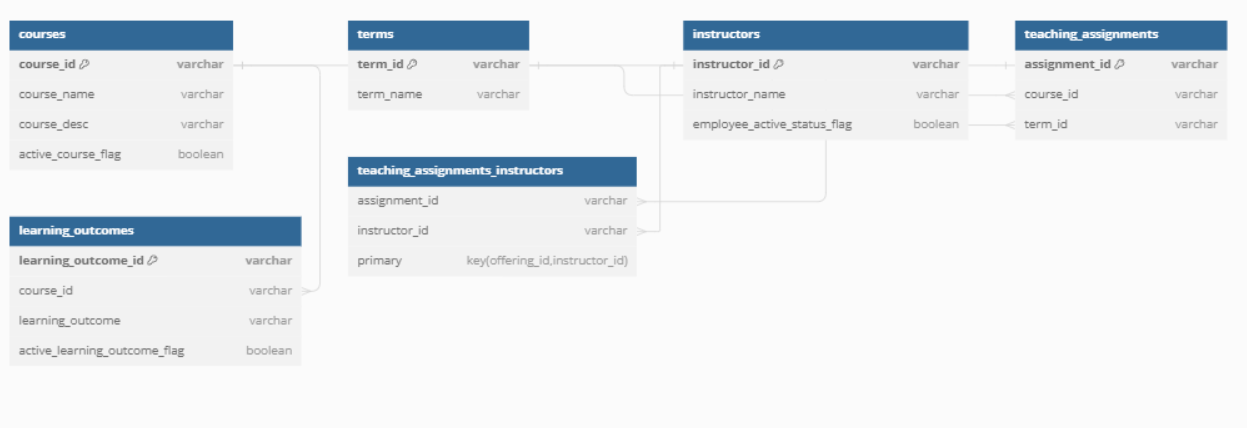 courses
course_id varchar
course_name varchar
course_desc varchar
active_course_flag boolean
learning_outcomes
learning_outcome_id varchar
course_id varchar
learning_outcome varchar
active_learning_outcome_flag boolean
terms
term_id varchar
term_name varchar
teaching_assignments_instructors
assignment_id varchar
instructor_id varchar
primary key(offering_id,instructor_id)
instructors
instructor_id varchar
instructor_name varchar
employee_active_status_flag boolean
teaching_assignments
assignment_id varchar
course_id varchar
term_id varchar